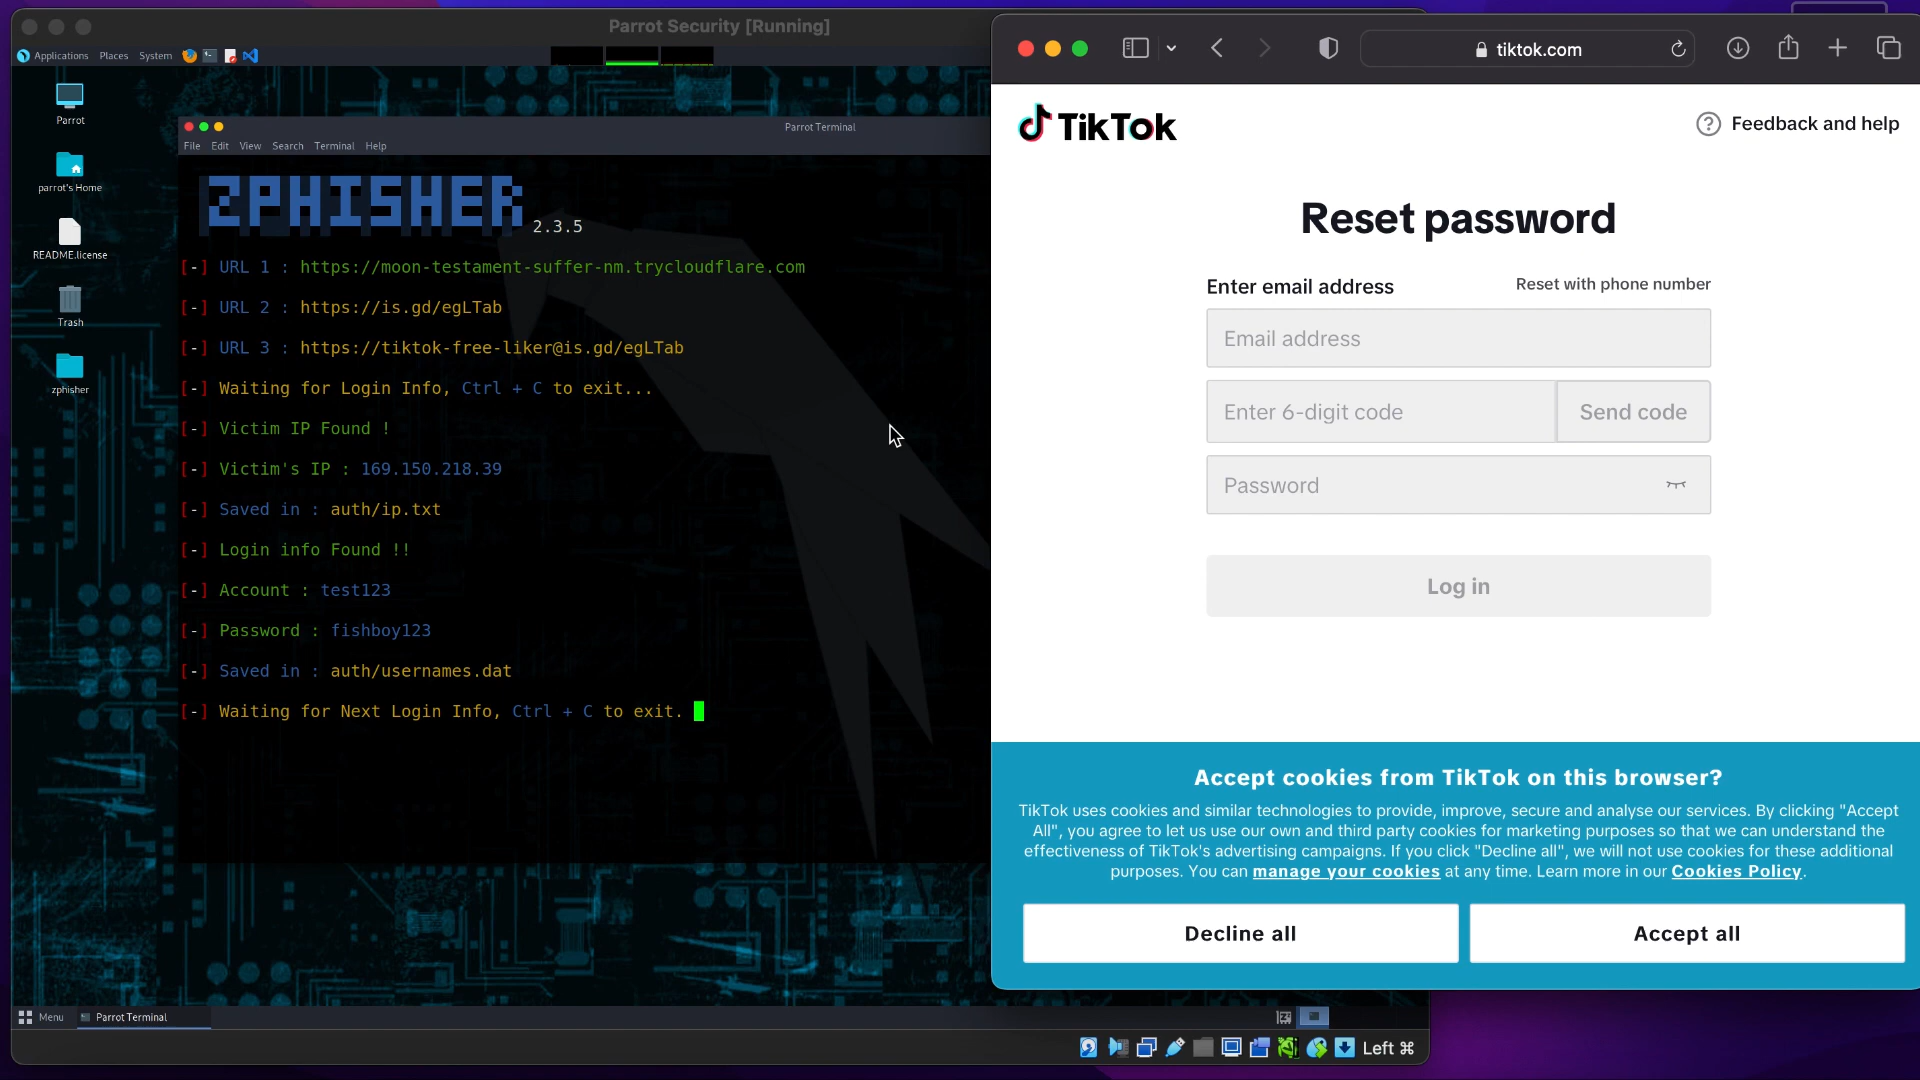 Parrot Security [Running]
Applications Places System
Parrot
parrot's Home
README.license
Trash
zphisher
Parrot Terminal
File Edit View Search Terminal Help
ZPHISHER 2.3.5
[-] URL 1 : https://moon-testament-suffer-nm.trycloudflare.com
[-] URL 2 : https://is.gd/egLTab
[-] URL 3 : https://tiktok-free-liker@is.gd/egLTab
[-] Waiting for Login Info, Ctrl + C to exit...
[-] Victim IP Found !
[-] Victim's IP : 169.150.218.39
[-] Saved in : auth/ip.txt
[-] Login info Found !!
[-] Account : test123
[-] Password : fishboy123
[-] Saved in : auth/usernames.dat
[-] Waiting for Next Login Info, Ctrl + C to exit.
Menu Parrot Terminal
Left ⌘
tiktok.com
TikTok
Feedback and help
Reset password
Enter email address Reset with phone number
Email address
Enter 6-digit code Send code
Password
Log in
Accept cookies from TikTok on this browser?
TikTok uses cookies and similar technologies to provide, improve, secure and analyse our services. By clicking "Accept
All", you agree to let us use our own and third party cookies for marketing purposes so that we can understand the
effectiveness of TikTok's advertising campaigns. If you click "Decline all", we will not use cookies for these additional
purposes. You can manage your cookies at any time. Learn more in our Cookies Policy.
Decline all Accept all